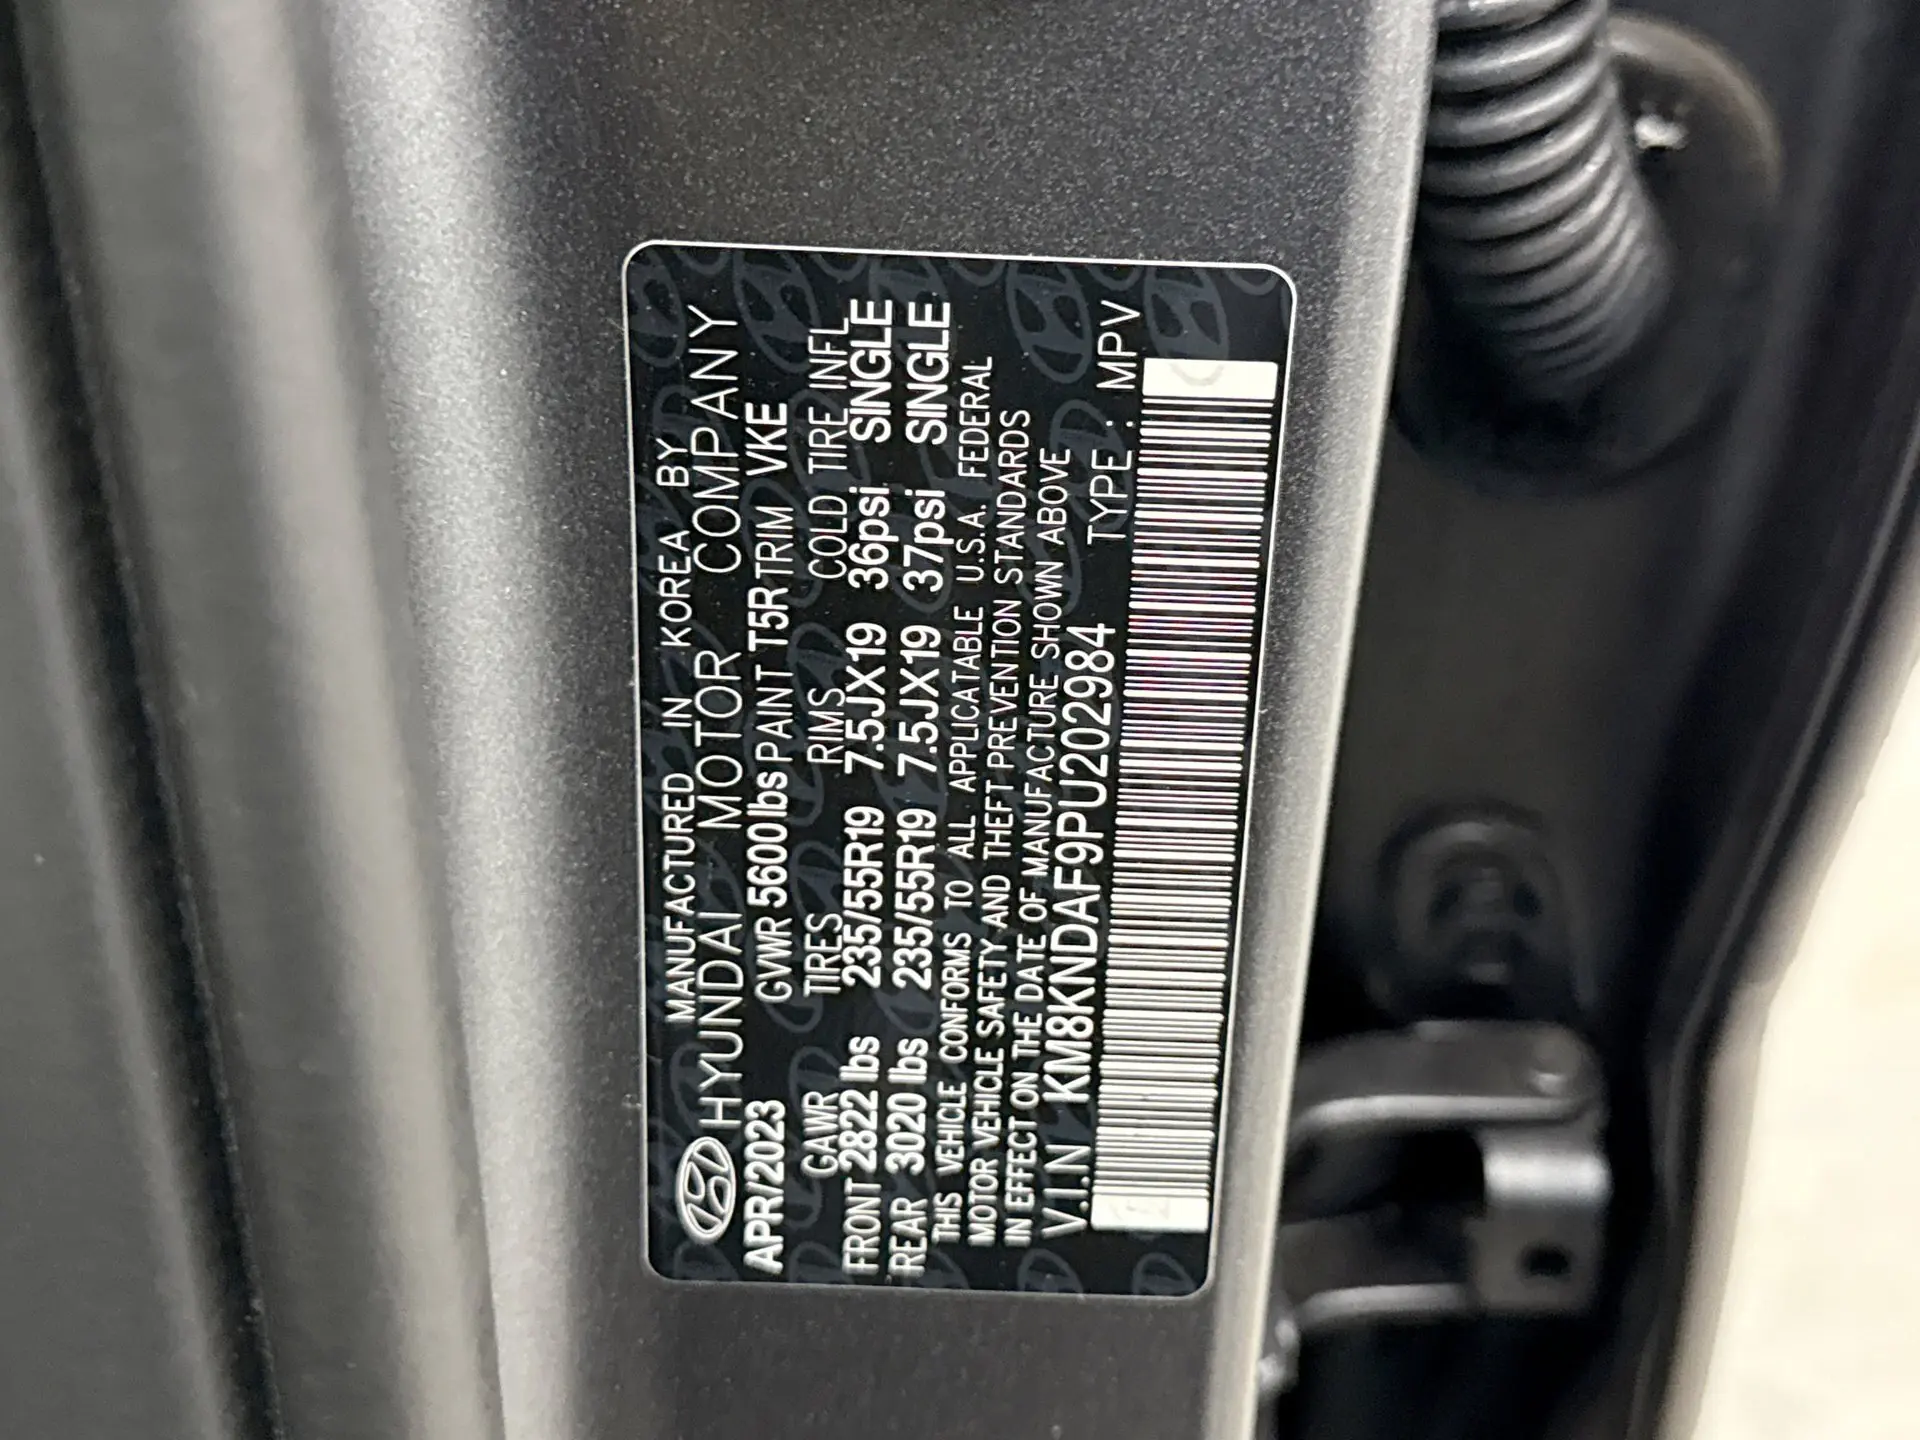 MANUFACTURED IN KOREA BY
HYUNDAI MOTOR COMPANY
APR/2023 GVWR 5600lbs PAINT T5R TRIM VKE
GAWR TIRES RIMS COLD TIRE INFL
FRONT 2822 lbs 235/55R19 7.5JX19 36psi SINGLE
REAR 3020 lbs 235/55R19 7.5JX19 37psi SINGLE
THIS VEHICLE CONFORMS TO ALL APPLICATABLE U.S.A. FEDERAL
MOTOR VEHICLE SAFETY AND THEFT PREVENTION STANDARDS
IN EFFECT ON THE DATE OF MANUFACTURE SHOWN ABOVE
V.I.N KM8KNDAF9PU202984 TYPE : MPV